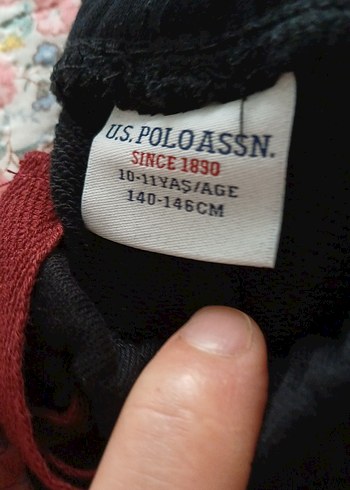 U.S. POLO ASSN.
SINCE 1890
10-11YAŞ/AGE
140-146CM